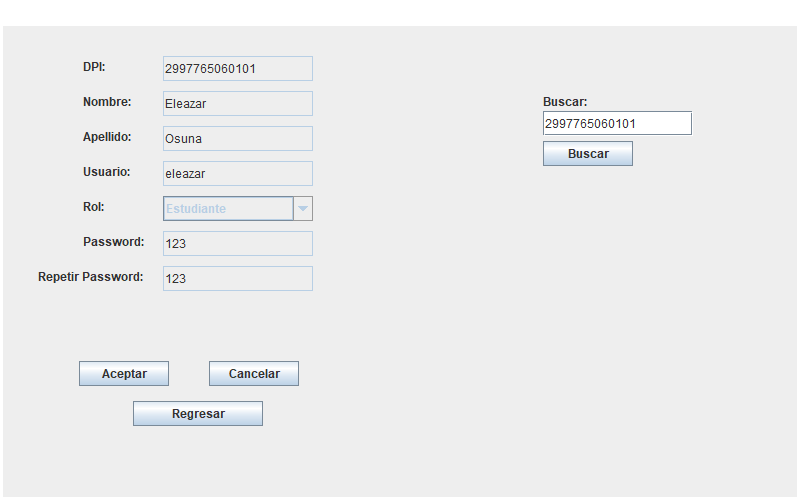 DPI: 2997765060101
Nombre: Eleazar
Apellido: Osuna
Usuario: eleazar
Rol: Estudiante
Password: 123
Repetir Password: 123
Aceptar Cancelar
Regresar
Buscar:
2997765060101
Buscar